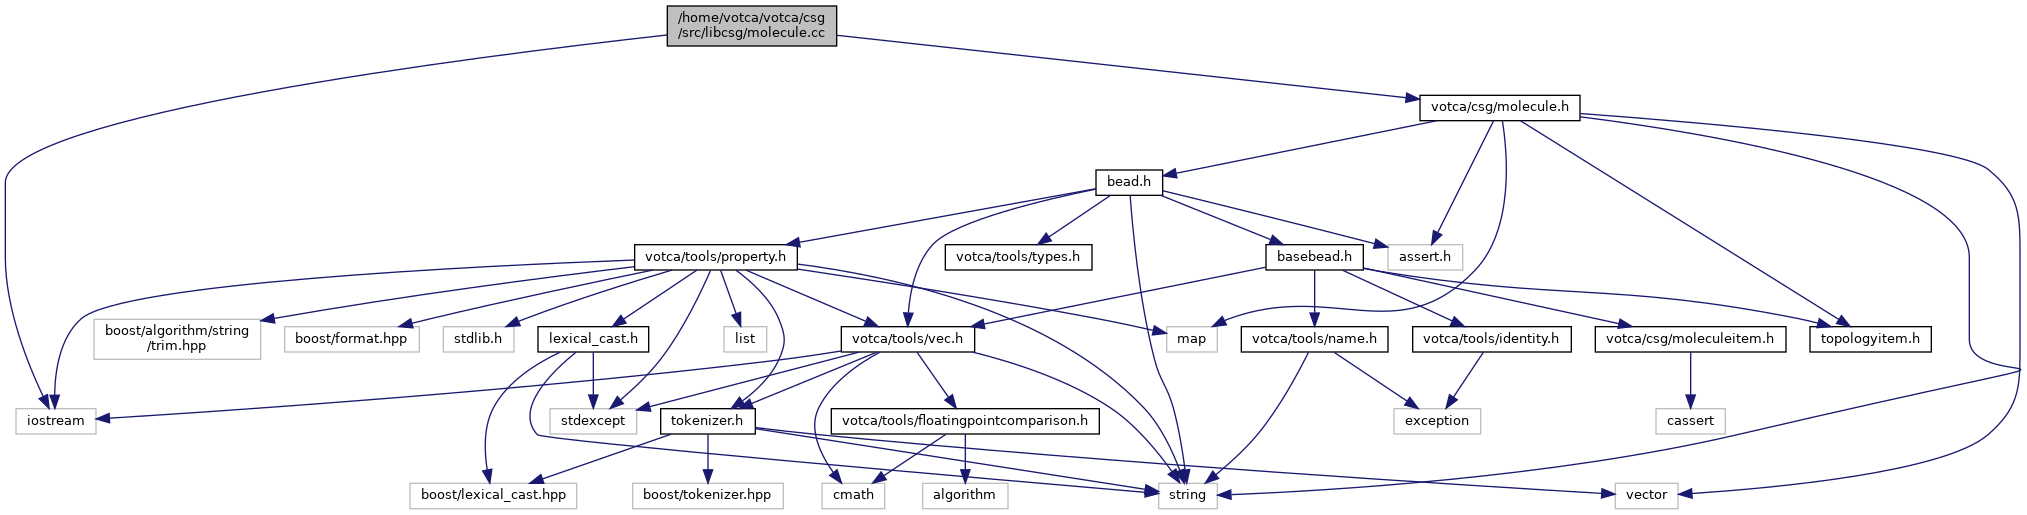 /home/votca/votca/csg
/src/libcsg/molecule.cc
votca/csg/molecule.h
bead.h
votca/tools/property.h
votca/tools/types.h
basebead.h
assert.h
boost/algorithm/string
/trim.hpp
boost/format.hpp
stdlib.h
lexical_cast.h
list
votca/tools/vec.h
map
votca/tools/name.h
votca/tools/identity.h
votca/csg/moleculeitem.h
topologyitem.h
iostream
stdexcept
tokenizer.h
votca/tools/floatingpointcomparison.h
exception
cassert
boost/lexical_cast.hpp
boost/tokenizer.hpp
cmath
algorithm
string
vector